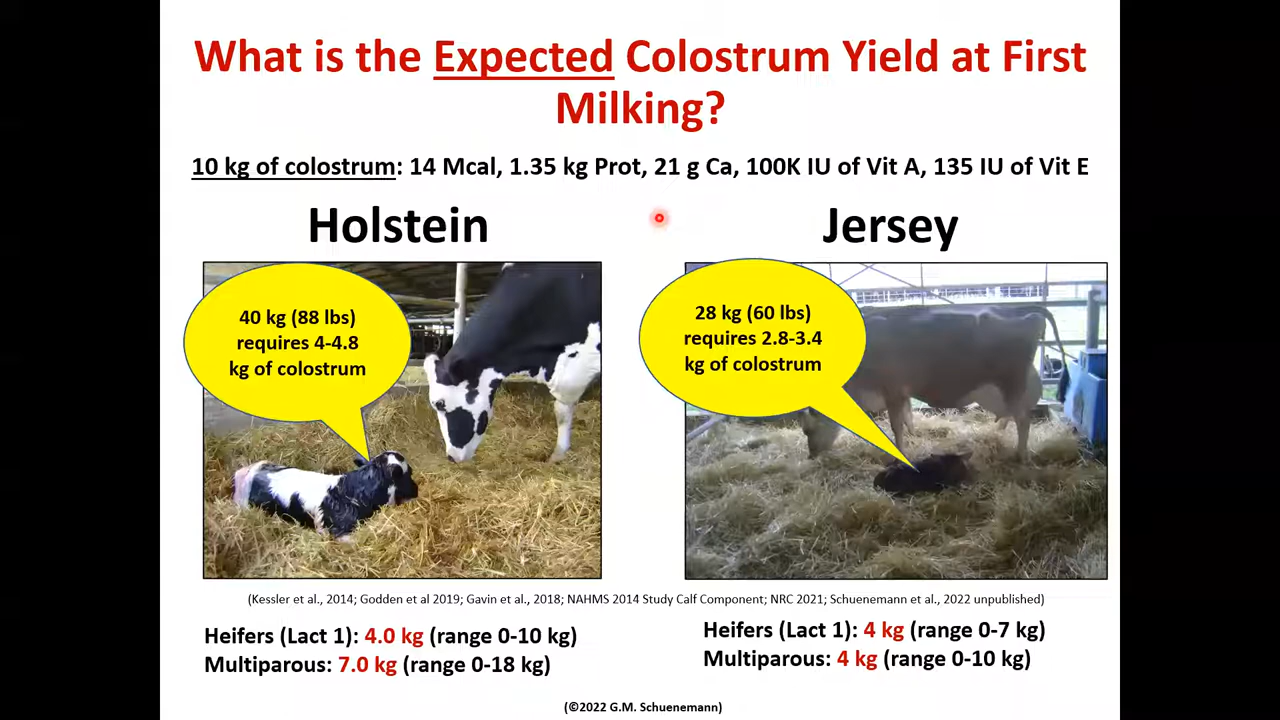 What is the Expected Colostrum Yield at First
Milking?
10 kg of colostrum: 14 Mcal, 1.35 kg Prot, 21 g Ca, 100K IU of Vit A, 135 IU of Vit E
Holstein
40 kg (88 lbs)
requires 4-4.8
kg of colostrum
Jersey
28 kg (60 lbs)
requires 2.8-3.4
kg of colostrum
(Kessler et al., 2014; Godden et al 2019; Gavin et al., 2018; NAHMS 2014 Study Calf Component; NRC 2021; Schuenemann et al., 2022 unpublished)
Heifers (Lact 1): 4.0 kg (range 0-10 kg)
Multiparous: 7.0 kg (range 0-18 kg)
Heifers (Lact 1): 4 kg (range 0-7 kg)
Multiparous: 4 kg (range 0-10 kg)
(©2022 G.M. Schuenemann)